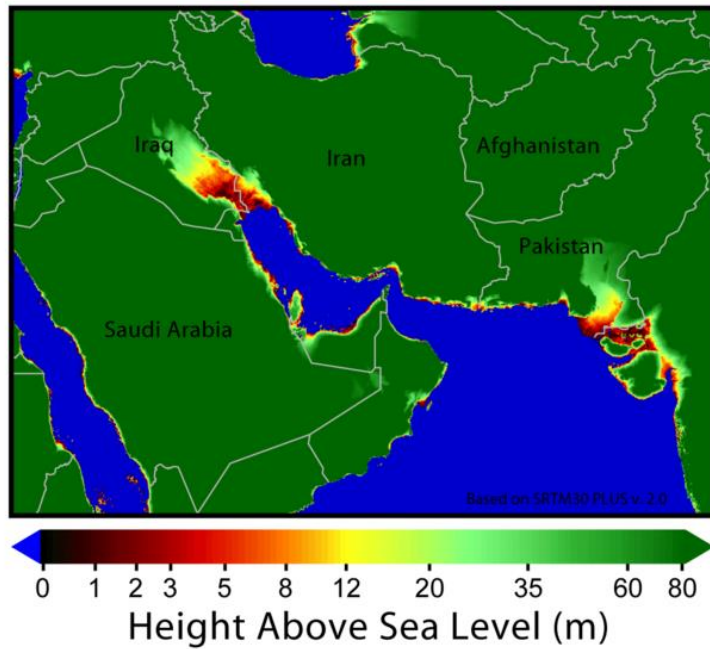 Iraq
Iran
Afghanistan
Pakistan
Saudi Arabia
Based on SRTM30 PLUS v. 2.0
0 1 2 3 5 8 12 20 35 60 80
Height Above Sea Level (m)